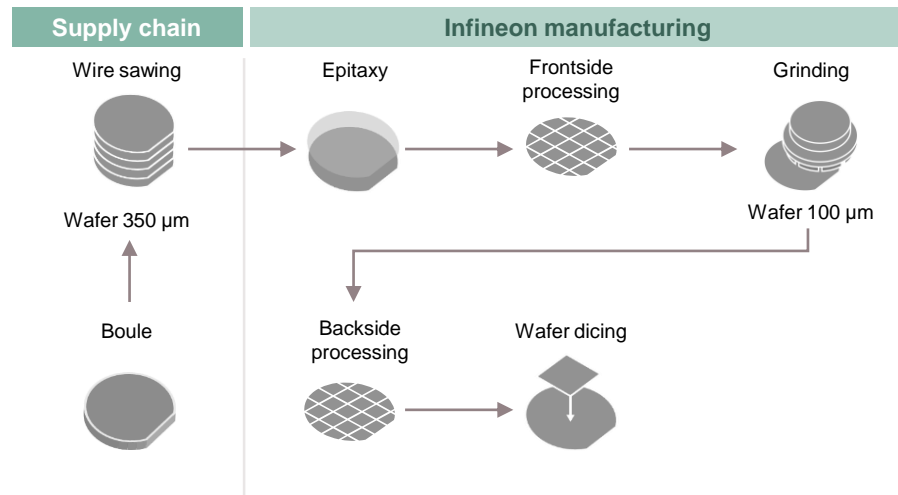 Supply chain
Infineon manufacturing
Wire sawing
Epitaxy
Frontside
processing
Grinding
Wafer 350 µm
Wafer 100 µm
Boule
Backside
processing
Wafer dicing